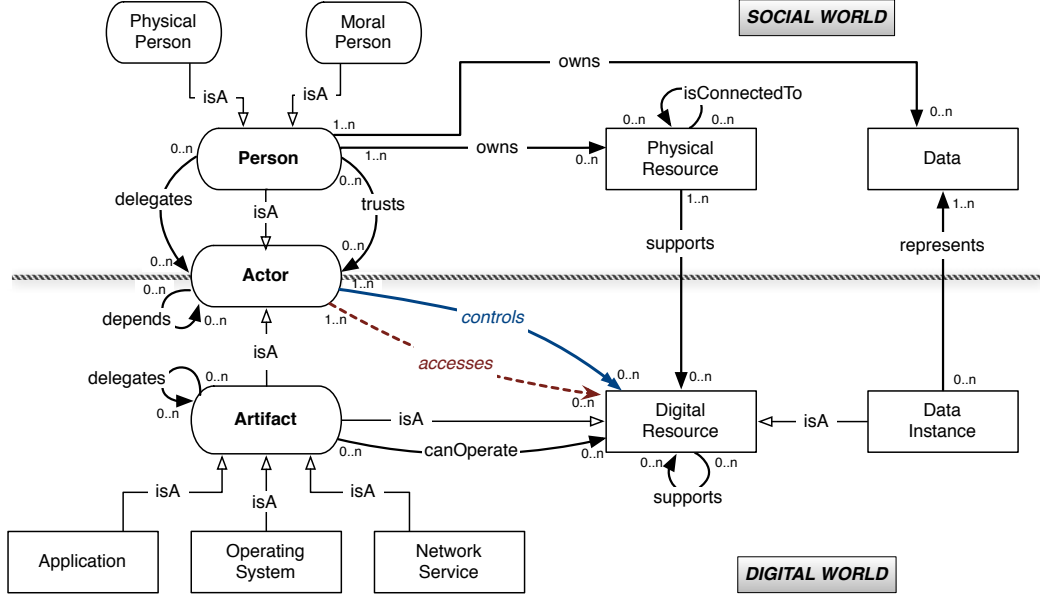 Physical
Person
Moral
Person
SOCIAL WORLD
owns
isA
isA
isConnectedTo
0..n
0..n
0..n
1..n
Person
0..n
1..n
owns
0..n
Physical
Resource
Data
0..n
delegates
isA
trusts
1..n
1..n
supports
represents
0..n
0..n
Actor
0..n
1..n
depends
0..n
1..n
controls
isA
accesses
delegates
0..n
0..n
0..n
0..n
0..n
0..n
Artifact
isA
Digital
Resource
isA
Data
Instance
0..n
canOperate
0..n
0..n
0..n
supports
isA
isA
isA
Application
Operating
System
Network
Service
DIGITAL WORLD